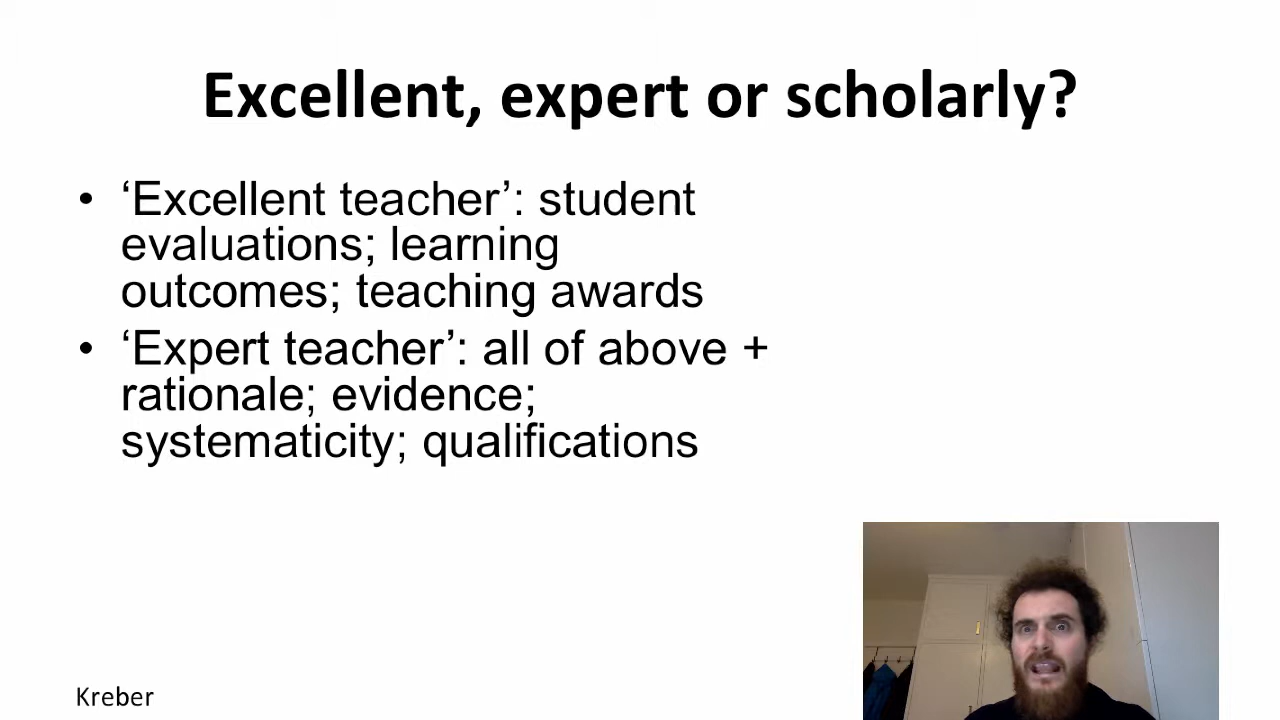 Excellent, expert or scholarly?
• ‘Excellent teacher’: student
evaluations; learning
outcomes; teaching awards
• ‘Expert teacher’: all of above +
rationale; evidence;
systematicity; qualifications
Kreber